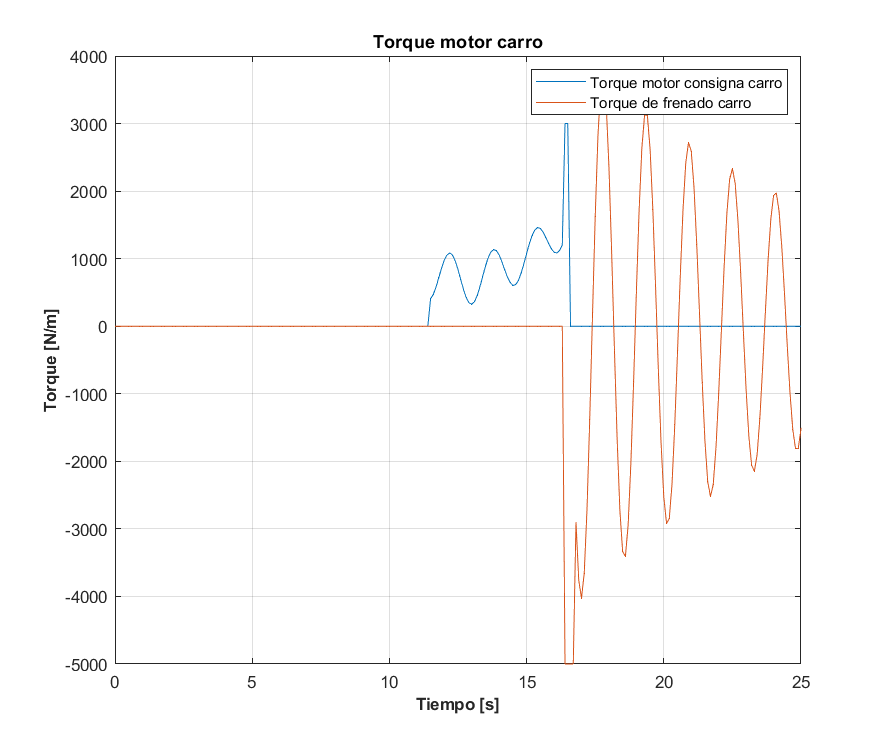 Torque motor carro
Torque motor consigna carro
Torque de frenado carro
4000
3000
2000
1000
0
-1000
-2000
-3000
-4000
-5000
Torque [N/m]
0 5 10 15 20 25
Tiempo [s]